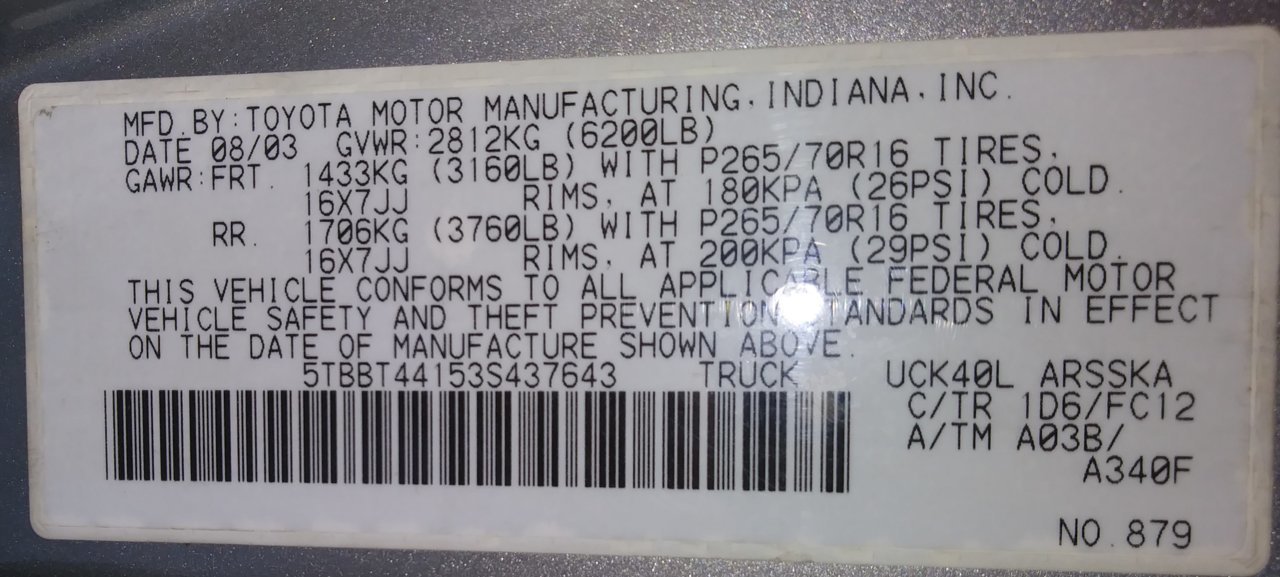 MFD.BY:TOYOTA MOTOR MANUFACTURING, INDIANA, INC.
DATE 08/03 GVWR:2812KG (6200LB)
GAWR:FRT. 1433KG (3160LB) WITH P265/70R16 TIRES,
16X7JJ RIMS, AT 180KPA (26PSI) COLD.
RR. 1706KG (3760LB) WITH P265/70R16 TIRES,
16X7JJ RIMS, AT 200KPA (29PSI) COLD.
THIS VEHICLE CONFORMS TO ALL APPLICABLE FEDERAL MOTOR
VEHICLE SAFETY AND THEFT PREVENTION STANDARDS IN EFFECT
ON THE DATE OF MANUFACTURE SHOWN ABOVE.
5TBBT44153S437643 TRUCK UCK40L ARSSKA
C/TR 1D6/FC12
A/TM A03B/
A340F
NO.879